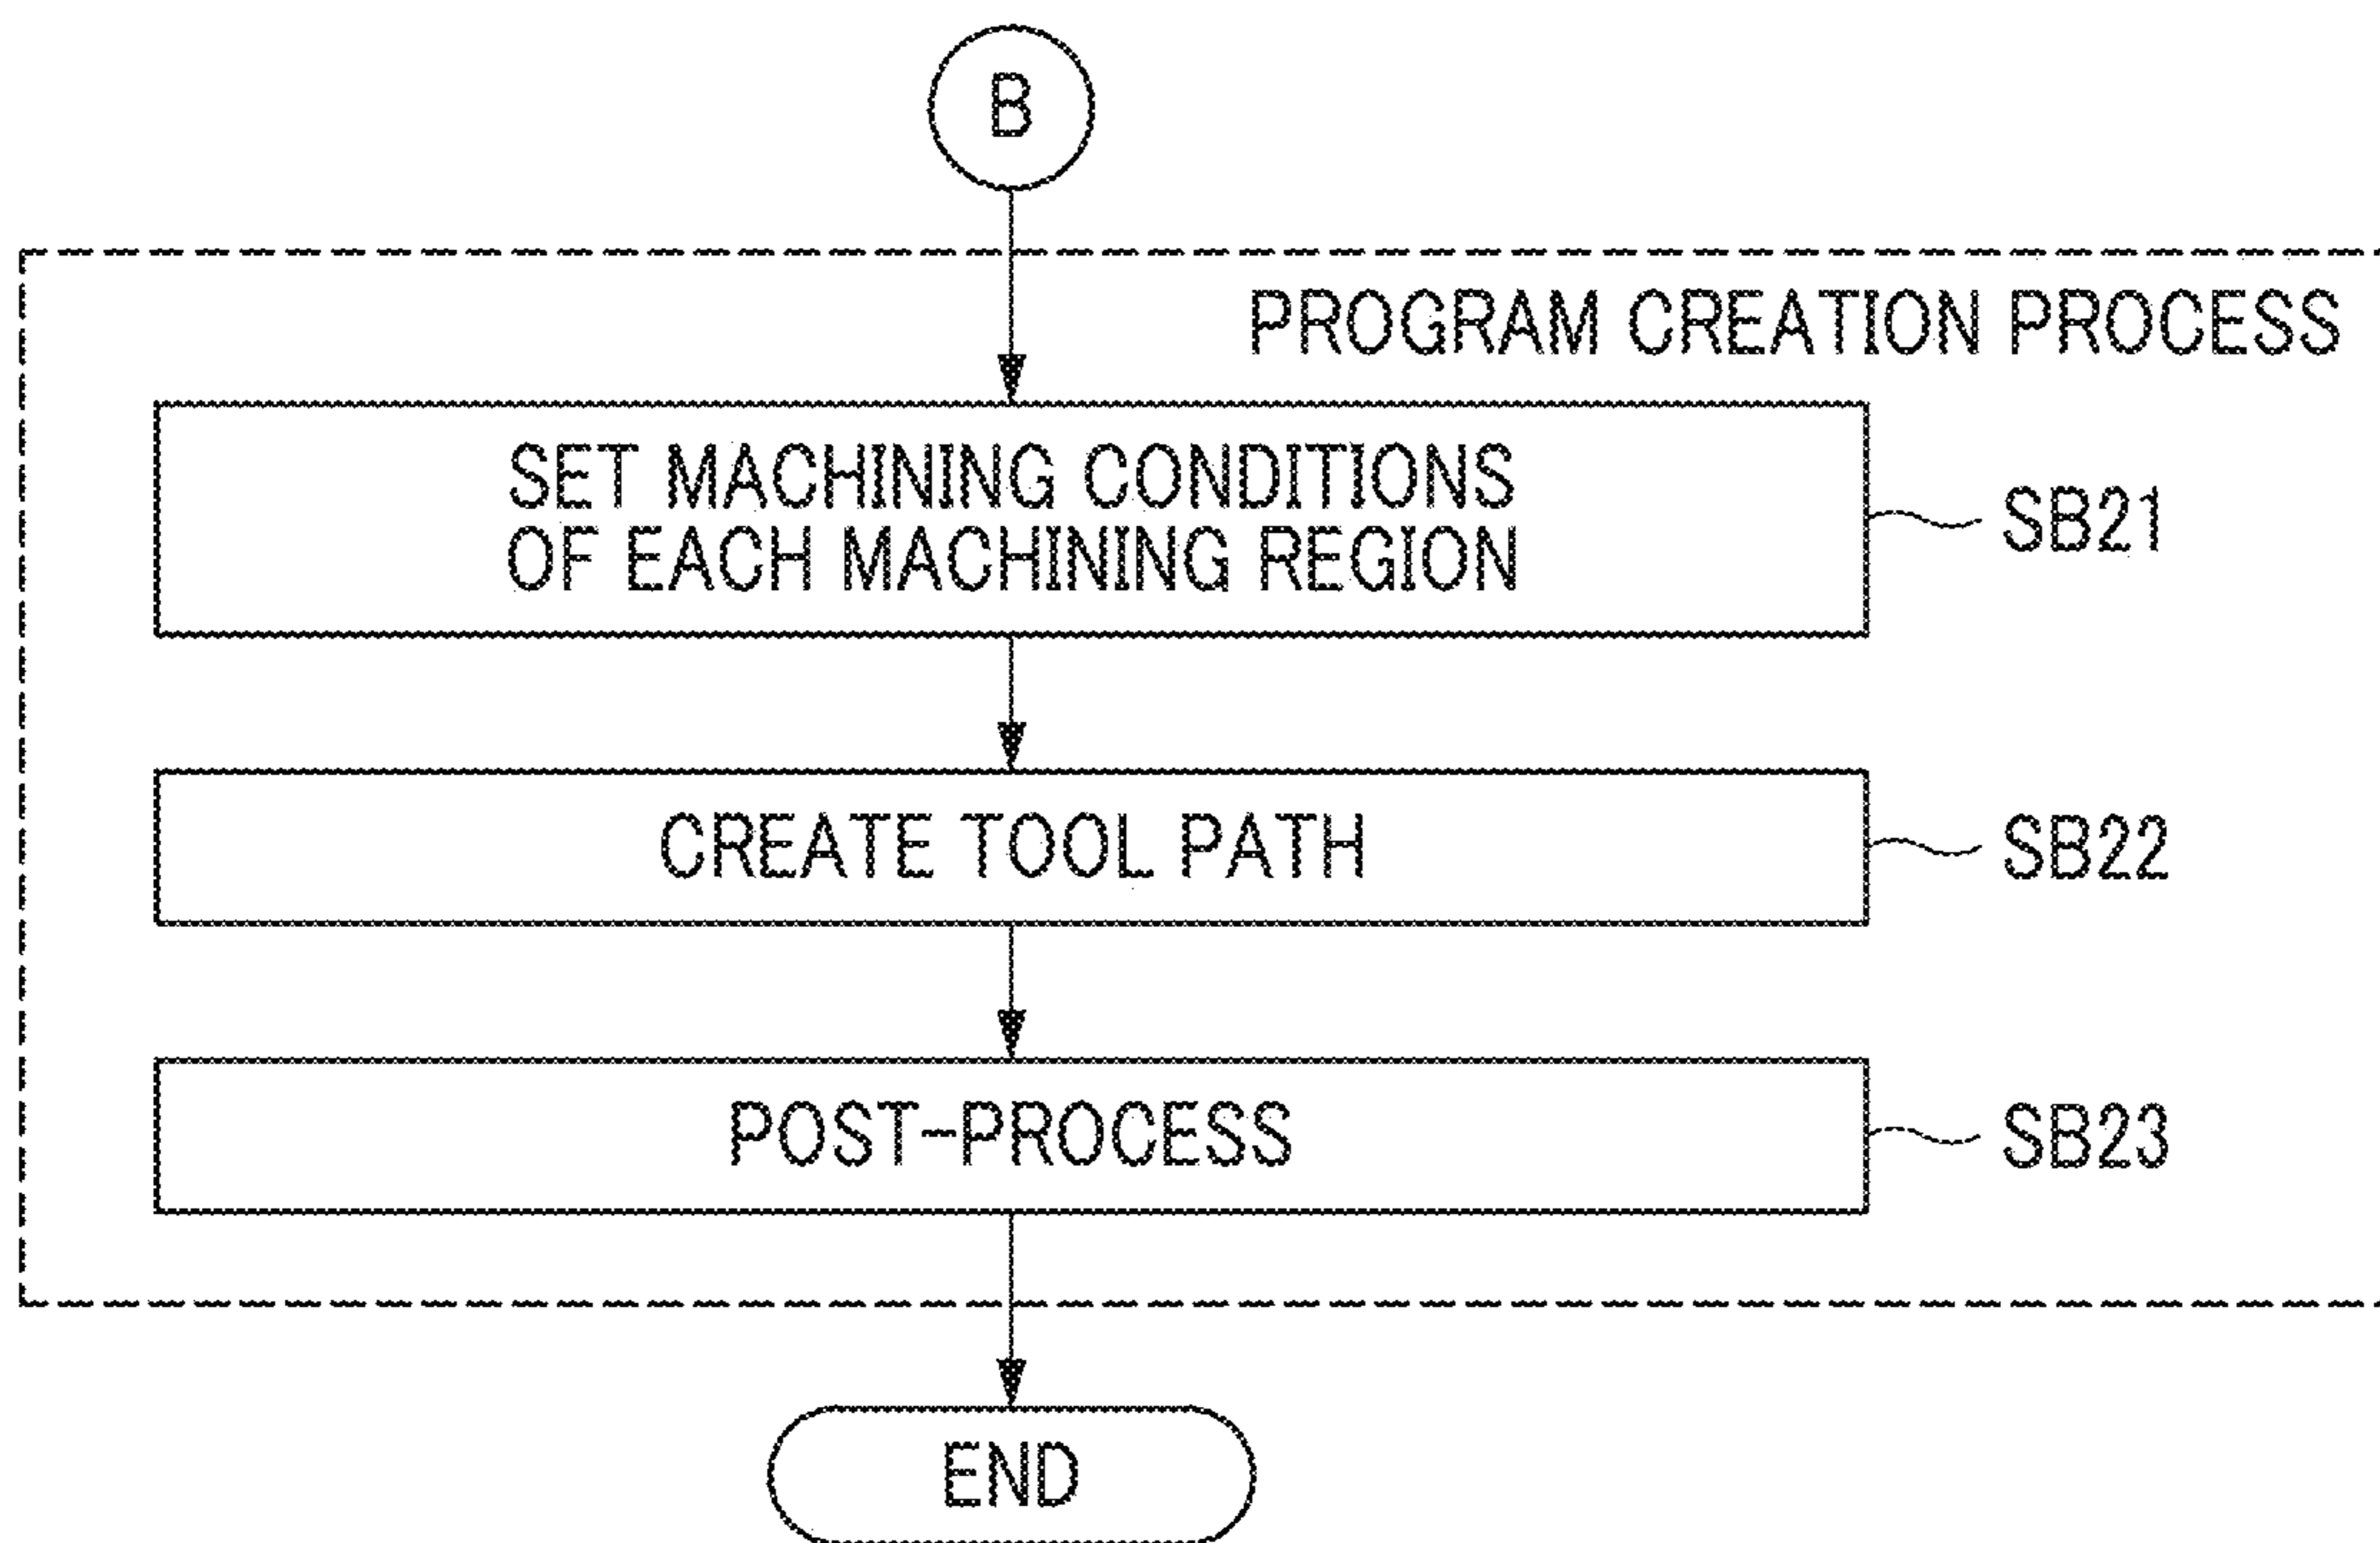 B
PROGRAM CREATION PROCESS
SET MACHINING CONDITIONS
OF EACH MACHINING REGION
SB21
CREATE TOOL PATH
SB22
POST-PROCESS
SB23
END